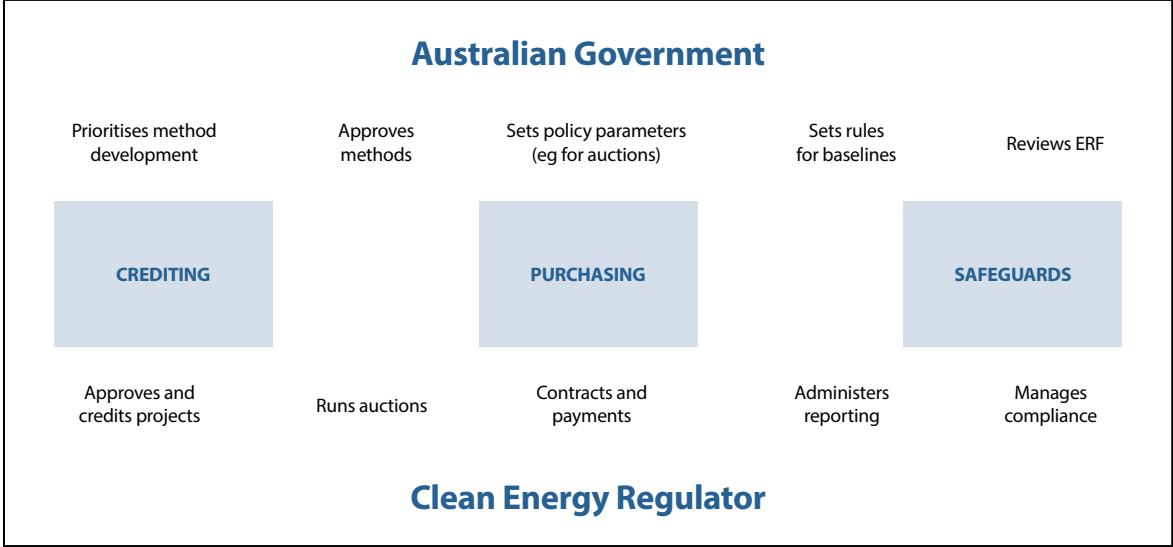 Australian Government
Prioritises method
development
Approves
methods
Sets policy parameters
(eg for auctions)
Sets rules
for baselines
Reviews ERF
CREDITING
PURCHASING
SAFEGUARDS
Approves and
credits projects
Runs auctions
Contracts and
payments
Administers
reporting
Manages
compliance
Clean Energy Regulator